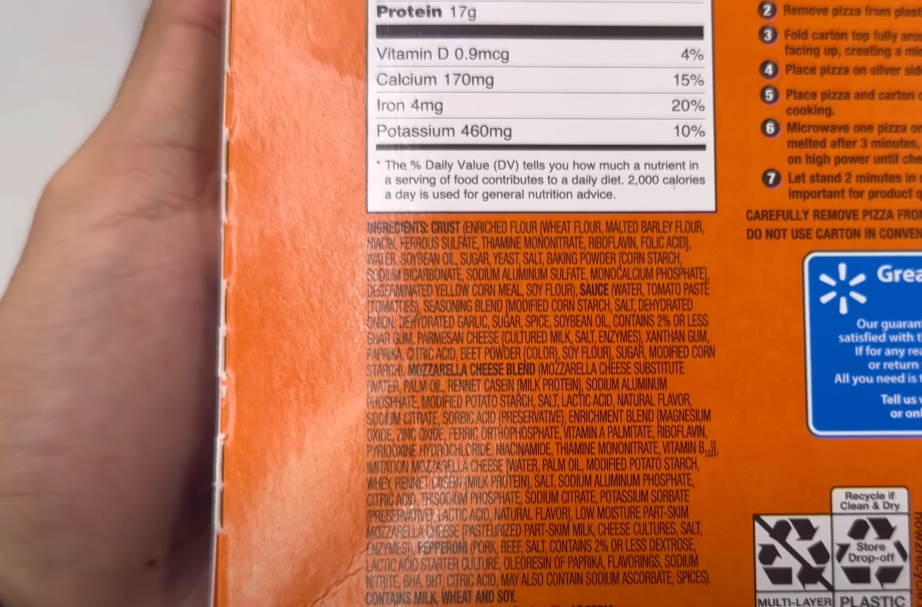 Protein 17g
Vitamin D 0.9mcg 4%
Calcium 170mg 15%
Iron 4mg 20%
Potassium 460mg 10%
* The % Daily Value (DV) tells you how much a nutrient in
a serving of food contributes to a daily diet. 2,000 calories
a day is used for general nutrition advice.
INGREDIENTS: CRUST (ENRICHED FLOUR [WHEAT FLOUR, MALTED BARLEY FLOUR,
NIACIN, FERROUS SULFATE, THIAMINE MONONITRATE, RIBOFLAVIN, FOLIC ACID],
WATER, SOYBEAN OIL, SUGAR, YEAST, SALT, BAKING POWDER [CORN STARCH,
SODIUM BICARBONATE, SODIUM ALUMINUM SULFATE, MONOCALCIUM PHOSPHATE],
DEGERMINATED YELLOW CORN MEAL, SOY FLOUR), SAUCE (WATER, TOMATO PASTE
[TOMATOES], SEASONING BLEND [MODIFIED CORN STARCH, SALT, DEHYDRATED
ONION, DEHYDRATED GARLIC, SUGAR, SPICE, SOYBEAN OIL, CONTAINS 2% OR LESS
GUAR GUM, PARMESAN CHEESE (CULTURED MILK, SALT, ENZYMES), XANTHAN GUM,
PAPRIKA, CITRIC ACID, BEET POWDER (COLOR), SOY FLOUR], SUGAR, MODIFIED CORN
STARCH), MOZZARELLA CHEESE BLEND (MOZZARELLA CHEESE SUBSTITUTE
[WATER, PALM OIL, RENNET CASEIN (MILK PROTEIN), SODIUM ALUMINUM
PHOSPHATE, MODIFIED POTATO STARCH, SALT, LACTIC ACID, NATURAL FLAVOR,
SODIUM CITRATE, SORBIC ACID (PRESERVATIVE), ENRICHMENT BLEND (MAGNESIUM
OXIDE, ZINC OXIDE, FERRIC ORTHOPHOSPHATE, VITAMIN A PALMITATE, RIBOFLAVIN,
PYRIDOXINE HYDROCHLORIDE, NIACINAMIDE, THIAMINE MONONITRATE, VITAMIN B12)],
IMITATION MOZZARELLA CHEESE [WATER, PALM OIL, MODIFIED POTATO STARCH,
WHEY, RENNET CASEIN (MILK PROTEIN), SALT, SODIUM ALUMINUM PHOSPHATE,
CITRIC ACID, TRISODIUM PHOSPHATE, SODIUM CITRATE, POTASSIUM SORBATE
(PRESERVATIVE), LACTIC ACID, NATURAL FLAVOR], LOW MOISTURE PART-SKIM
MOZZARELLA CHEESE [PASTEURIZED PART-SKIM MILK, CHEESE CULTURES, SALT,
ENZYMES]), PEPPERONI (PORK, BEEF, SALT, CONTAINS 2% OR LESS DEXTROSE,
LACTIC ACID STARTER CULTURE, OLEORESIN OF PAPRIKA, FLAVORINGS, SODIUM
NITRITE, BHA, BHT, CITRIC ACID, MAY ALSO CONTAIN SODIUM ASCORBATE, SPICES).
CONTAINS MILK, WHEAT AND SOY.
2 Remove pizza from plast
3 Fold carton top fully arou
facing up, creating a mic
4 Place pizza on silver sid
5 Place pizza and carton
cooking.
6 Microwave one pizza on
melted after 3 minutes,
on high power until che
7 Let stand 2 minutes in
important for product q
CAREFULLY REMOVE PIZZA FROM
DO NOT USE CARTON IN CONVEN
Grea
Our guaran
satisfied with t
If for any rea
or return
All you need is
Tell us
or onl
Recycle if
Clean & Dry
Store
Drop-off
MULTI-LAYER PLASTIC